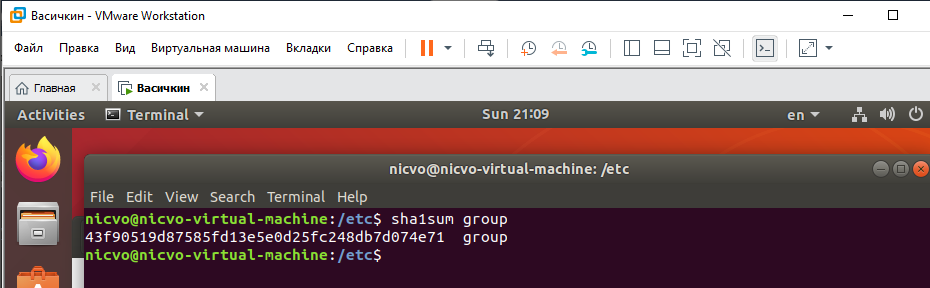 Васичкин - VMware Workstation
Файл Правка Вид Виртуальная машина Вкладки Справка
Главная Васичкин
Activities Terminal Sun 21:09 en
nicvo@nicvo-virtual-machine: /etc
File Edit View Search Terminal Help
nicvo@nicvo-virtual-machine:/etc$ sha1sum group
43f90519d87585fd13e5e0d25fc248db7d074e71  group
nicvo@nicvo-virtual-machine:/etc$